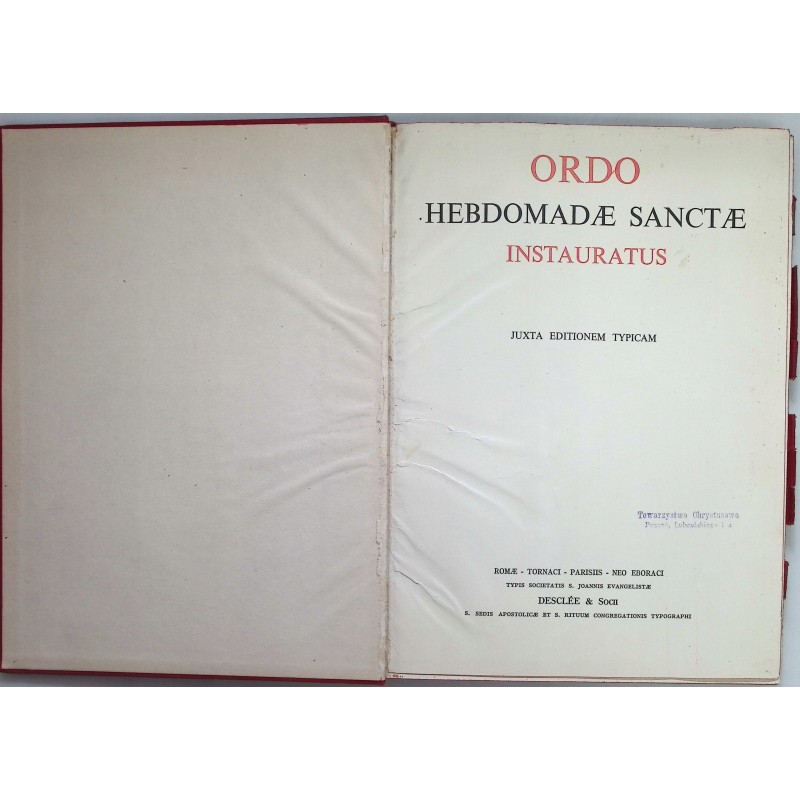 ORDO
HEBDOMADÆ SANCTÆ
INSTAURATUS
JUXTA EDITIONEM TYPICAM
Towarzystwo Chrystusowe
ROMÆ - TORNACI - PARISIIS - NEO EBORACI
TYPIS SOCIETATIS S. JOANNIS EVANGELISTÆ
DESCLÉE & SOCII
S. SEDIS APOSTOLICÆ ET S. RITUUM CONGREGATIONIS TYPOGRAPHI